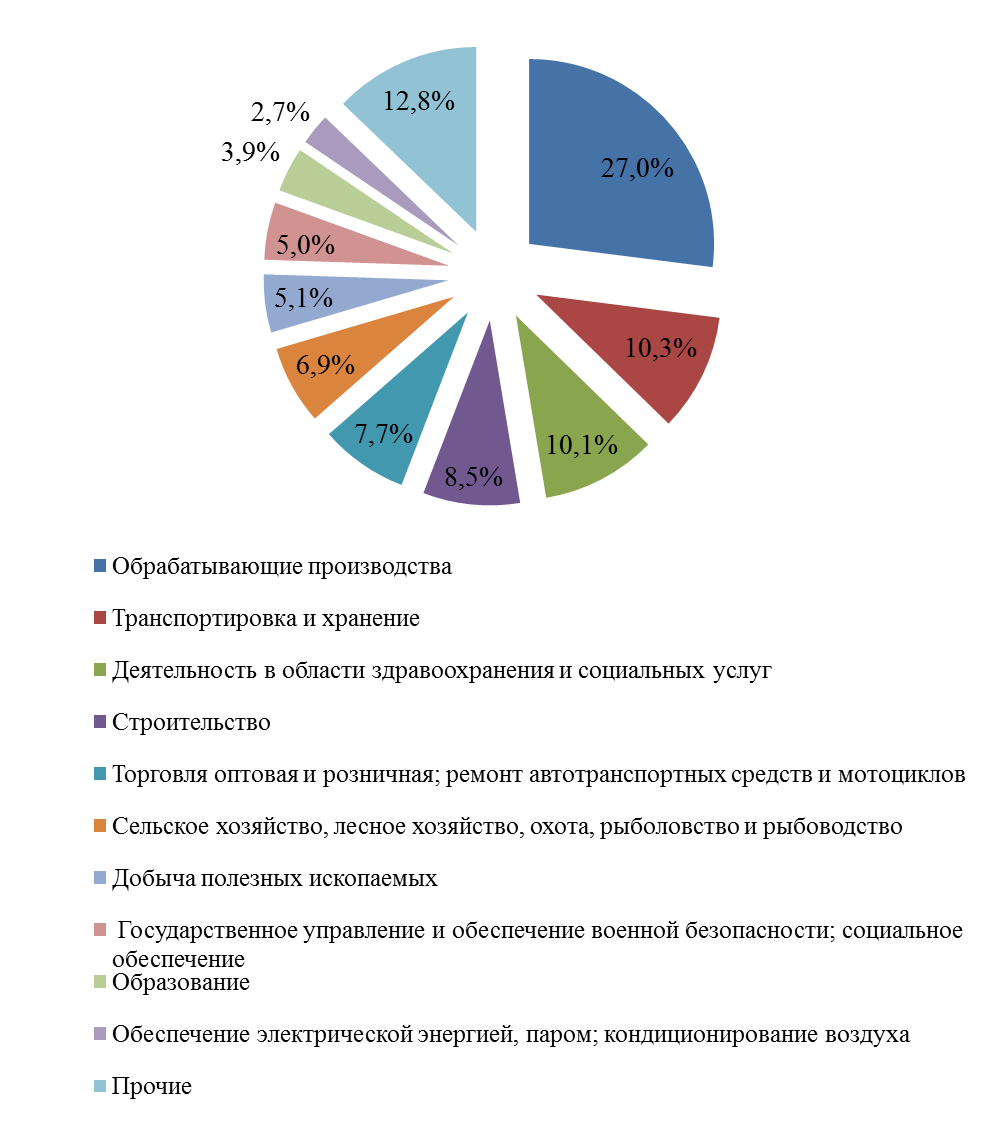 12,8%
2,7%
3,9%
27,0%
5,0%
5,1%
10,3%
6,9%
7,7%
10,1%
8,5%
Обрабатывающие производства
Транспортировка и хранение
Деятельность в области здравоохранения и социальных услуг
Строительство
Торговля оптовая и розничная; ремонт автотранспортных средств и мотоциклов
Сельское хозяйство, лесное хозяйство, охота, рыболовство и рыбоводство
Добыча полезных ископаемых
Государственное управление и обеспечение военной безопасности; социальное
обеспечение
Образование
Обеспечение электрической энергией, паром; кондиционирование воздуха
Прочие